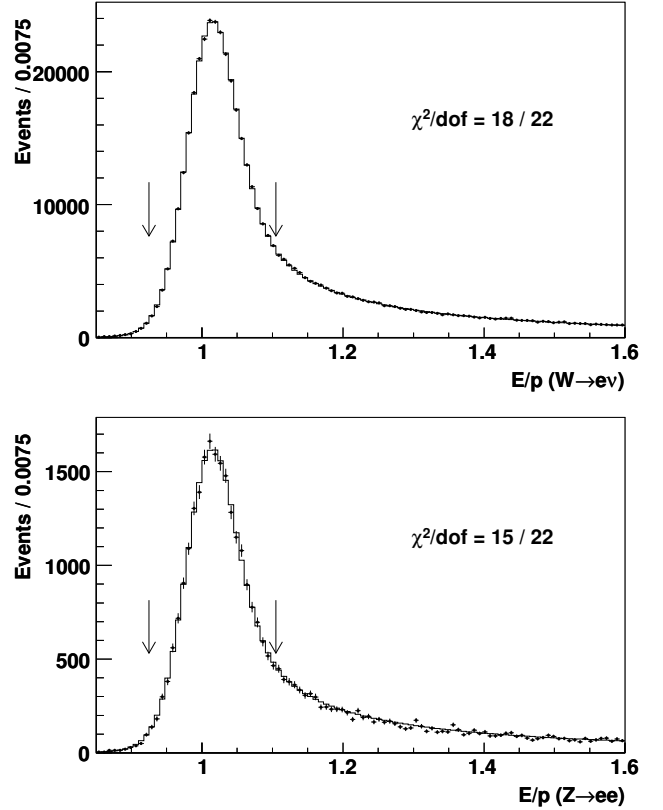 Events / 0.0075
20000
10000
0
χ²/dof = 18 / 22
1 1.2 1.4 1.6
E/p (W→eν)
Events / 0.0075
1500
1000
500
0
χ²/dof = 15 / 22
1 1.2 1.4 1.6
E/p (Z→ee)